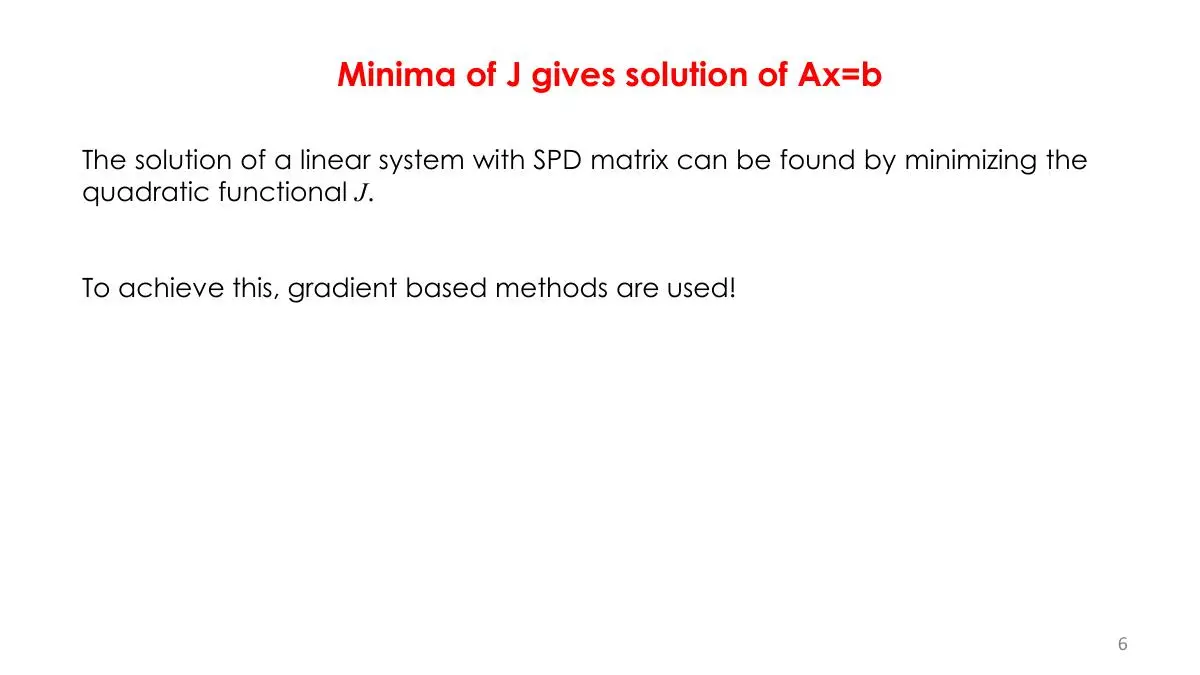 Minima of J gives solution of Ax=b
The solution of a linear system with SPD matrix can be found by minimizing the
quadratic functional J.
To achieve this, gradient based methods are used!
6